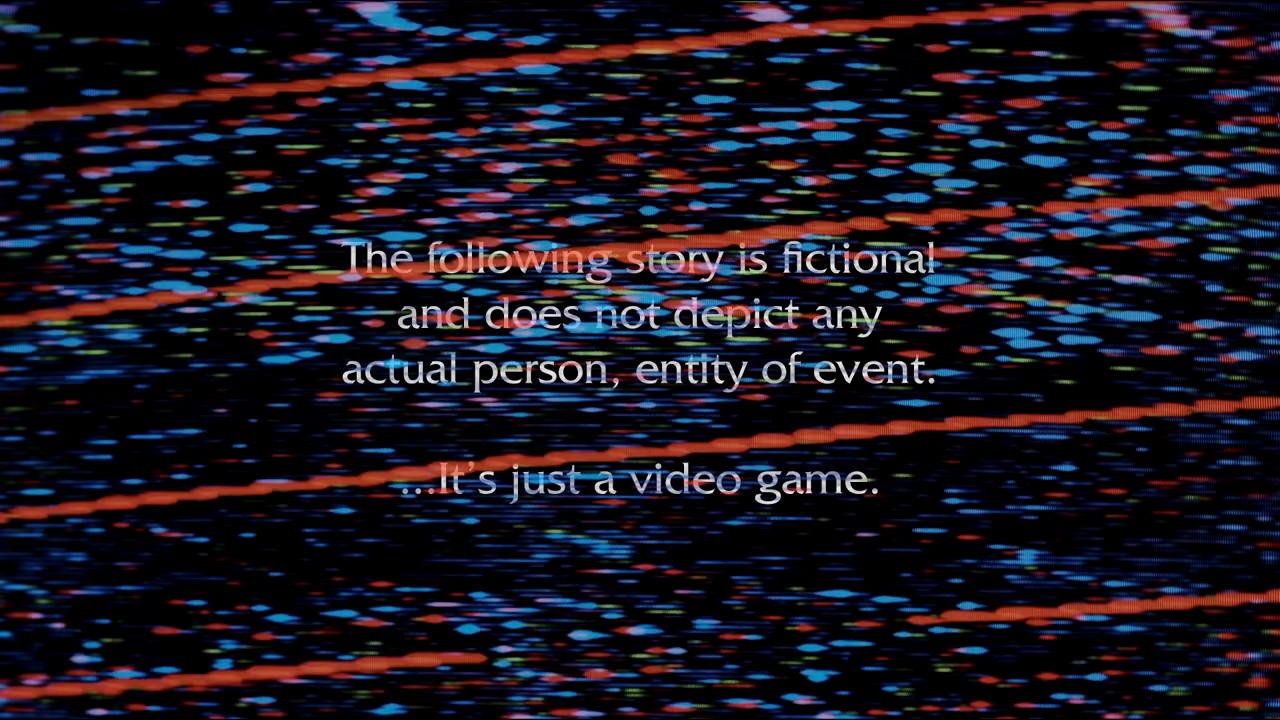 The following story is fictional
and does not depict any
actual person, entity of event.
...It's just a video game.